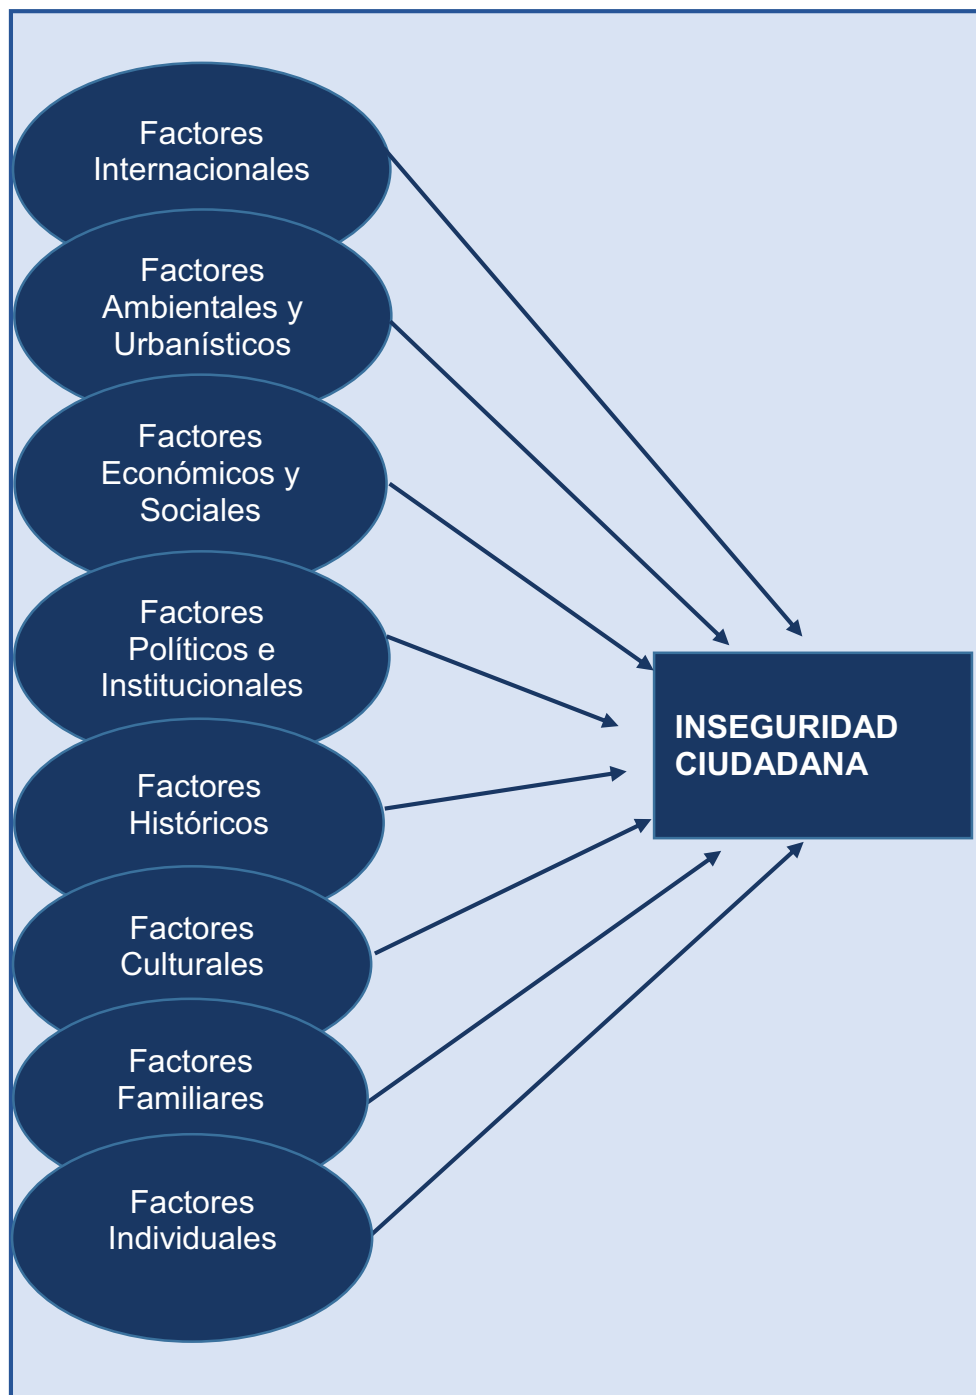 Factores
Internacionales
Factores
Ambientales y
Urbanísticos
Factores
Económicos y
Sociales
Factores
Políticos e
Institucionales
INSEGURIDAD
CIUDADANA
Factores
Históricos
Factores
Culturales
Factores
Familiares
Factores
Individuales